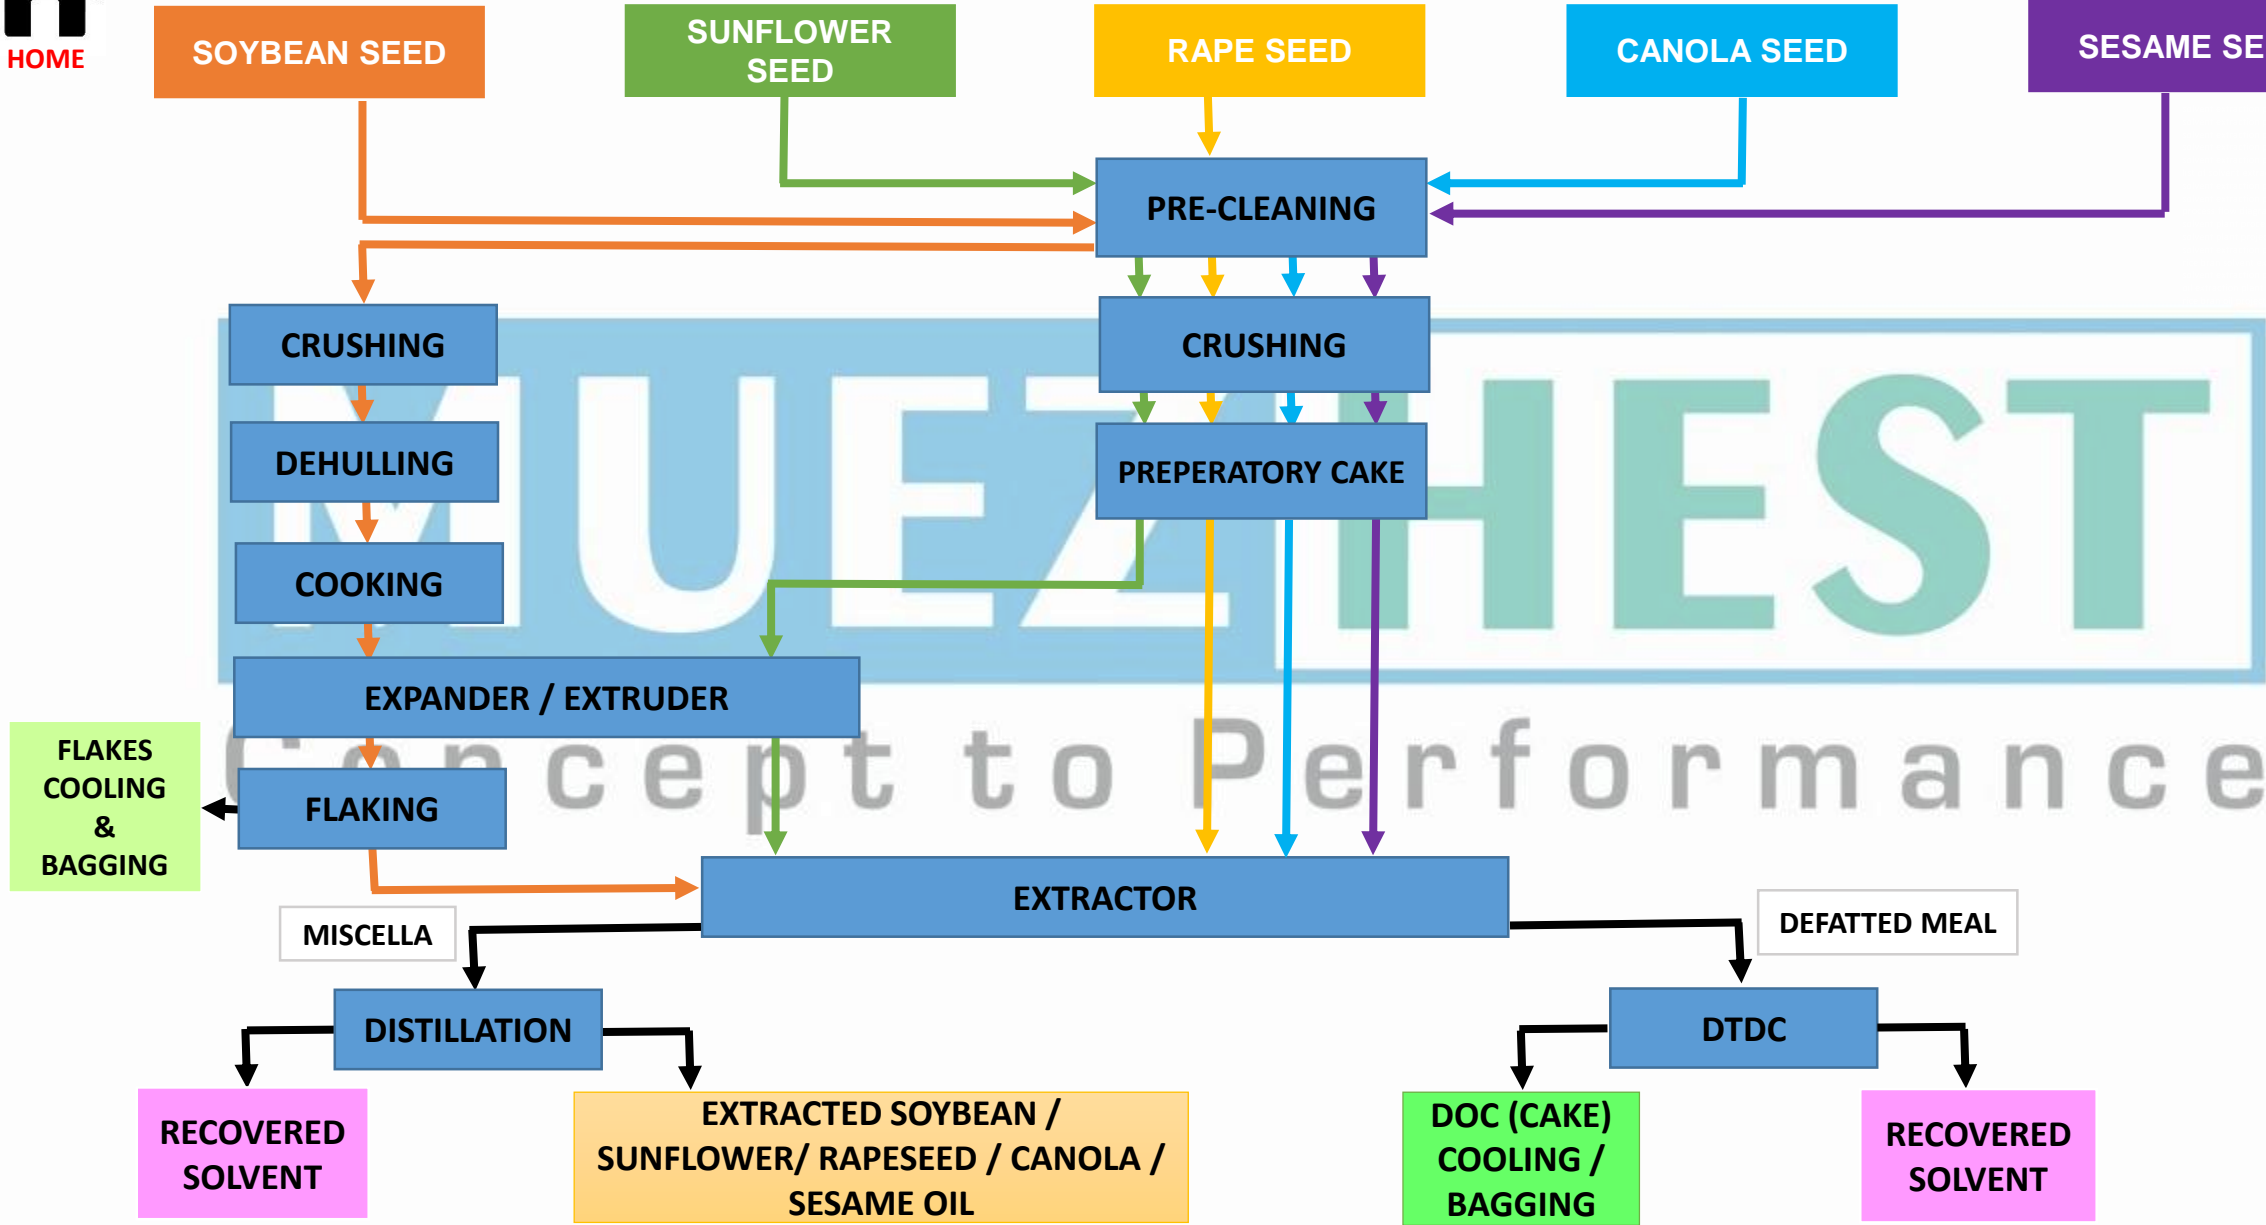 HOME
SOYBEAN SEED
SUNFLOWER
SEED
RAPE SEED
CANOLA SEED
SESAME SE
PRE-CLEANING
CRUSHING
CRUSHING
DEHULLING
PREPERATORY CAKE
COOKING
EXPANDER / EXTRUDER
FLAKES
COOLING
&
BAGGING
FLAKING
MUEZ HEST
Concept to Performance
EXTRACTOR
MISCELLA
DEFATTED MEAL
DISTILLATION
DTDC
RECOVERED
SOLVENT
EXTRACTED SOYBEAN /
SUNFLOWER/ RAPESEED / CANOLA /
SESAME OIL
DOC (CAKE)
COOLING /
BAGGING
RECOVERED
SOLVENT